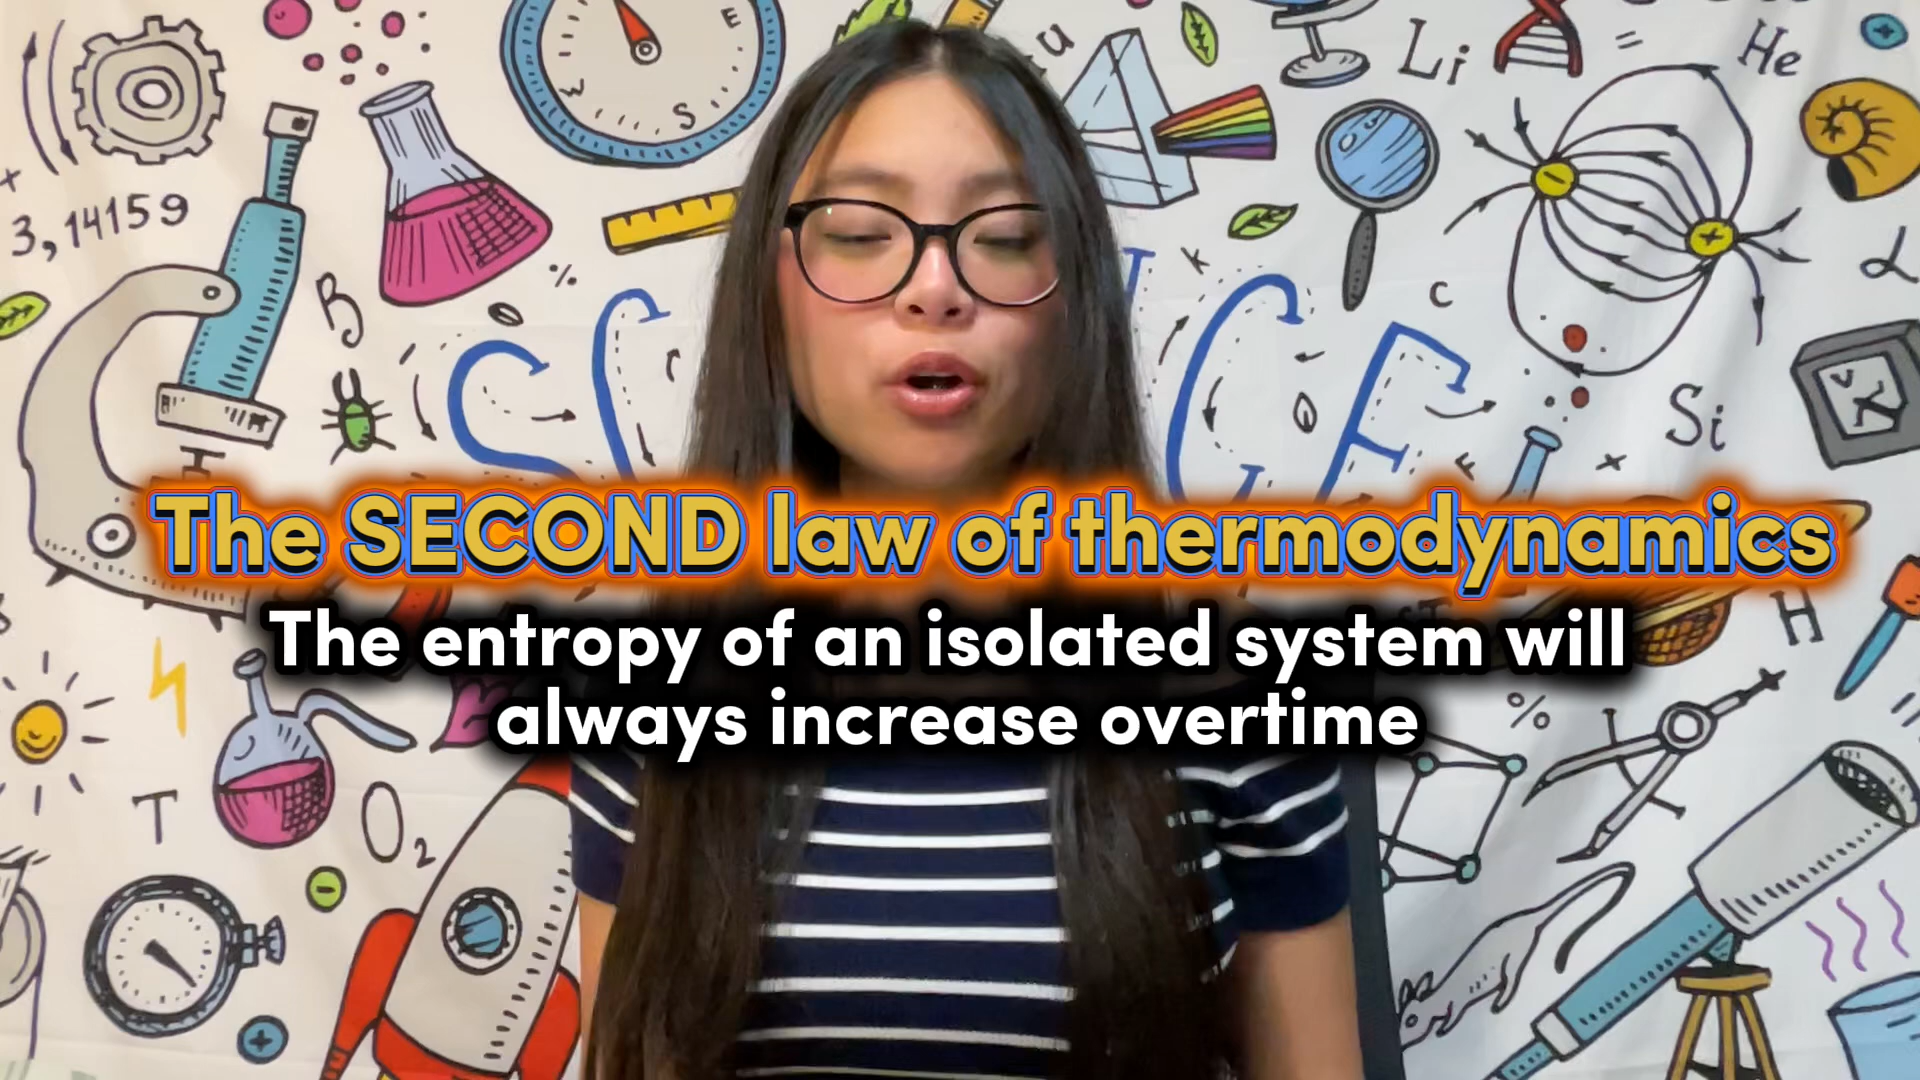 E
W
S
u
Li
=
He
+
3,14159
%
B
K
C
L
SC
N
C
E
Si
V
F
x
The SECOND law of thermodynamics
The entropy of an isolated system will
always increase overtime
H
%
T
O2